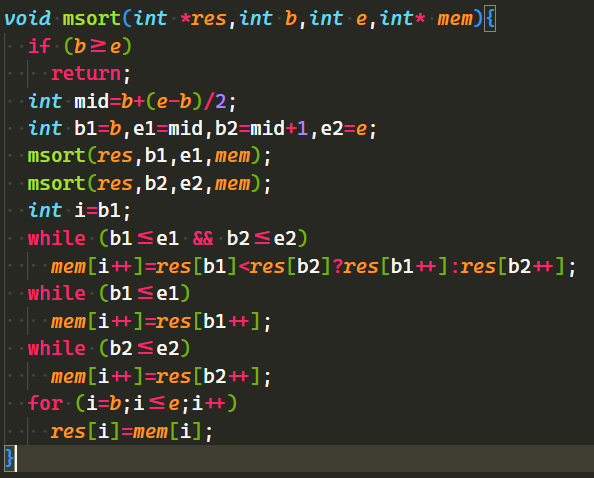 void msort(int *res,int b,int e,int* mem){
if (b≥e)
return;
int mid=b+(e-b)/2;
int b1=b,e1=mid,b2=mid+1,e2=e;
msort(res,b1,e1,mem);
msort(res,b2,e2,mem);
int i=b1;
while (b1≤e1 && b2≤e2)
mem[i++]=res[b1]<res[b2]?res[b1++]:res[b2++];
while (b1≤e1)
mem[i++]=res[b1++];
while (b2≤e2)
mem[i++]=res[b2++];
for (i=b;i≤e;i++)
res[i]=mem[i];
}